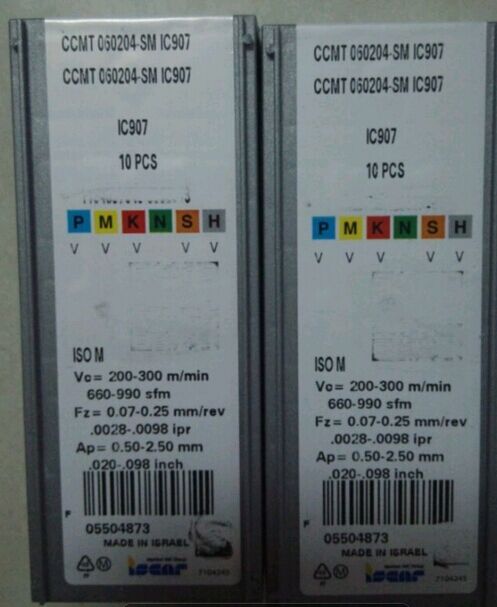 CCMT 060204-SM IC907
CCMT 060204-SM IC907
IC907
10 PCS
P M K N S H
V V V V V
ISO M
Vc= 200-300 m/min
660-990 sfm
Fz= 0.07-0.25 mm/rev
.0028-.0098 ipr
Ap= 0.50-2.50 mm
.020-.098 inch
F
05504873
MADE IN ISRAEL
M
iscar
7104245
CCMT 060204-SM IC907
CCMT 060204-SM IC907
IC907
10 PCS
P M K N S H
V V V V V
ISO M
Vc= 200-300 m/min
660-990 sfm
Fz= 0.07-0.25 mm/rev
.0028-.0098 ipr
Ap= 0.50-2.50 mm
.020-.098 inch
F
05504873
MADE IN ISRAEL
M
iscar
7104245